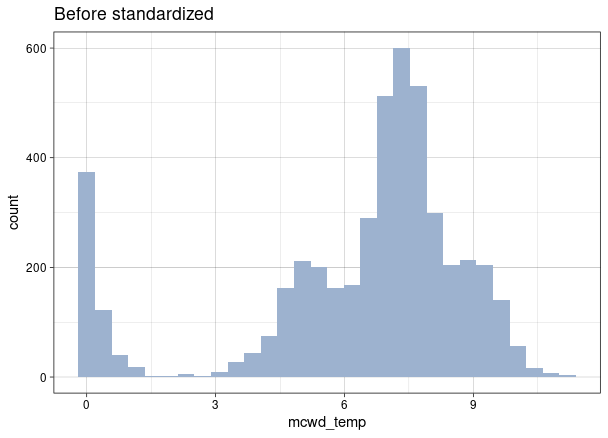 Before standardized
600
400
200
0
count
0 3 6 9
mcwd_temp